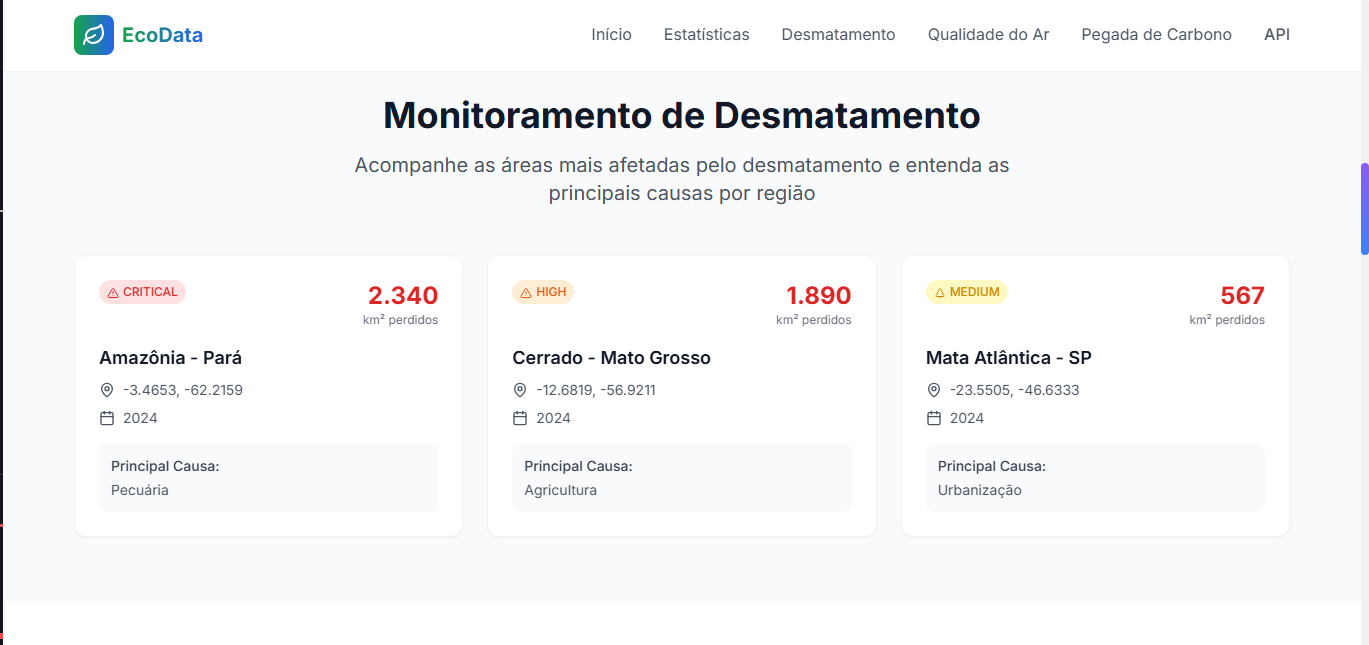 EcoData
Início
Estatísticas
Desmatamento
Qualidade do Ar
Pegada de Carbono
API
Monitoramento de Desmatamento
Acompanhe as áreas mais afetadas pelo desmatamento e entenda as
principais causas por região
CRITICAL
2.340
km² perdidos
Amazônia - Pará
-3.4653, -62.2159
2024
Principal Causa:
Pecuária
HIGH
1.890
km² perdidos
Cerrado - Mato Grosso
-12.6819, -56.9211
2024
Principal Causa:
Agricultura
MEDIUM
567
km² perdidos
Mata Atlântica - SP
-23.5505, -46.6333
2024
Principal Causa:
Urbanização